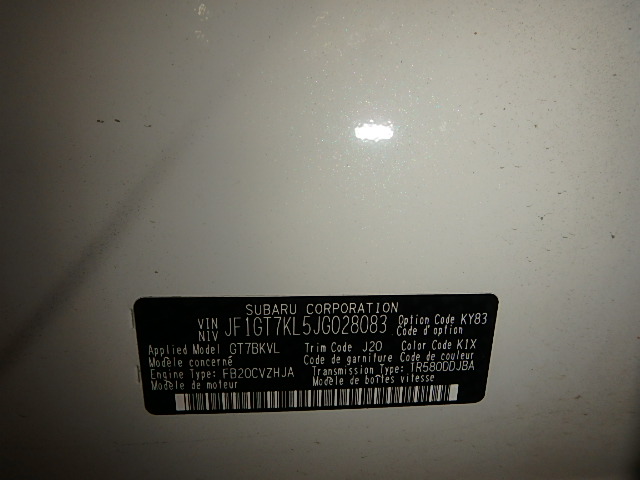 SUBARU CORPORATION
VIN NIV JF1GT7KL5JG028083 Option Code KY83
Code d'option
Applied Model GT7BKVL Trim Code J20 Color Code K1X
Modèle concerné Code de garniture Code de couleur
Engine Type: FB20CVZHJA Transmission Type: TR580DDJBA
Modèle de moteur Modèle de boîtes vitesse